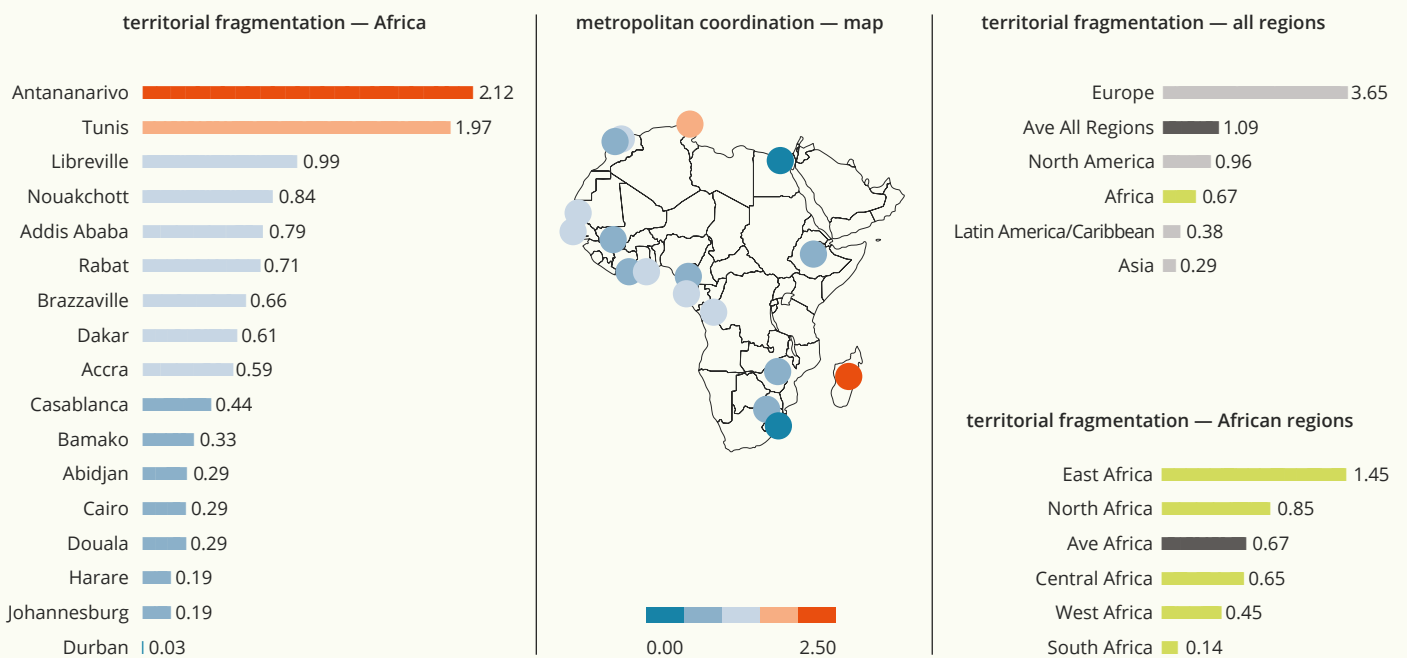 territorial fragmentation — Africa
Antananarivo 2.12
Tunis 1.97
Libreville 0.99
Nouakchott 0.84
Addis Ababa 0.79
Rabat 0.71
Brazzaville 0.66
Dakar 0.61
Accra 0.59
Casablanca 0.44
Bamako 0.33
Abidjan 0.29
Cairo 0.29
Douala 0.29
Harare 0.19
Johannesburg 0.19
Durban 0.03
metropolitan coordination — map
0.00 2.50
territorial fragmentation — all regions
Europe 3.65
Ave All Regions 1.09
North America 0.96
Africa 0.67
Latin America/Caribbean 0.38
Asia 0.29
territorial fragmentation — African regions
East Africa 1.45
North Africa 0.85
Ave Africa 0.67
Central Africa 0.65
West Africa 0.45
South Africa 0.14